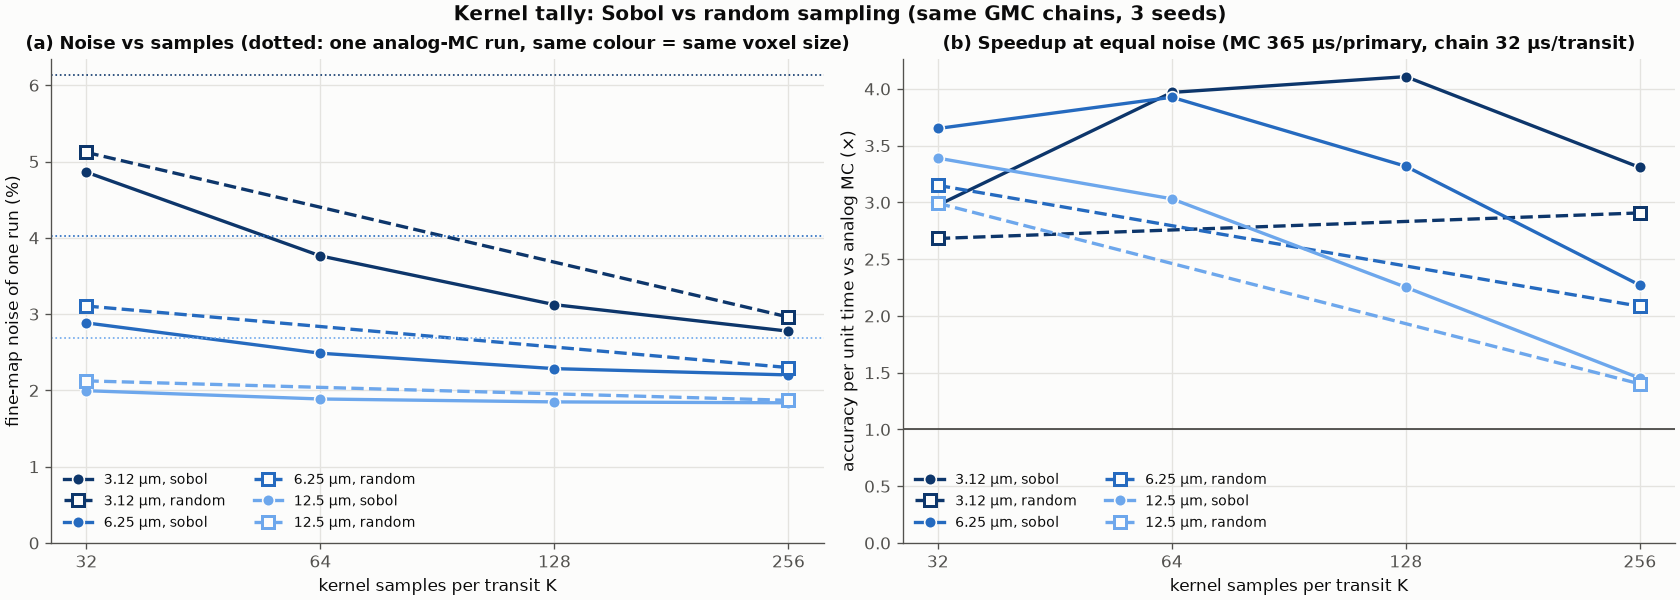 Kernel tally: Sobol vs random sampling (same GMC chains, 3 seeds)
(a) Noise vs samples (dotted: one analog-MC run, same colour = same voxel size)
fine-map noise of one run (%)
6
5
4
3
2
1
0
3.12 µm, sobol
3.12 µm, random
6.25 µm, sobol
6.25 µm, random
12.5 µm, sobol
12.5 µm, random
32
64
128
256
kernel samples per transit K
(b) Speedup at equal noise (MC 365 µs/primary, chain 32 µs/transit)
accuracy per unit time vs analog MC (×)
4.0
3.5
3.0
2.5
2.0
1.5
1.0
0.5
0.0
3.12 µm, sobol
3.12 µm, random
6.25 µm, sobol
6.25 µm, random
12.5 µm, sobol
12.5 µm, random
32
64
128
256
kernel samples per transit K